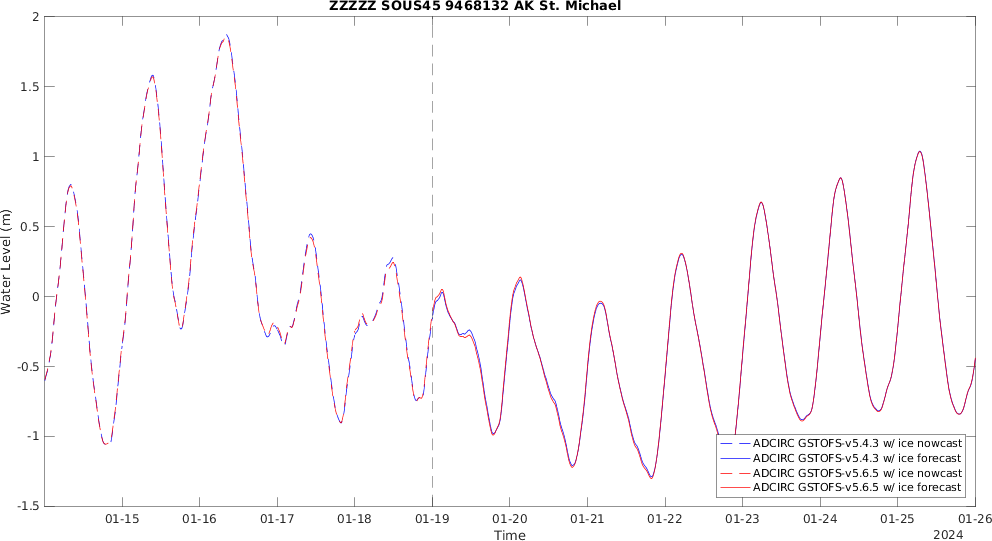 ZZZZZ SOUS45 9468132 AK St. Michael
Water Level (m)
2
1.5
1
0.5
0
-0.5
-1
-1.5
ADCIRC GSTOFS-v5.4.3 w/ ice nowcast
ADCIRC GSTOFS-v5.4.3 w/ ice forecast
ADCIRC GSTOFS-v5.6.5 w/ ice nowcast
ADCIRC GSTOFS-v5.6.5 w/ ice forecast
01-15 01-16 01-17 01-18 01-19 01-20 01-21 01-22 01-23 01-24 01-25 01-26
Time
2024